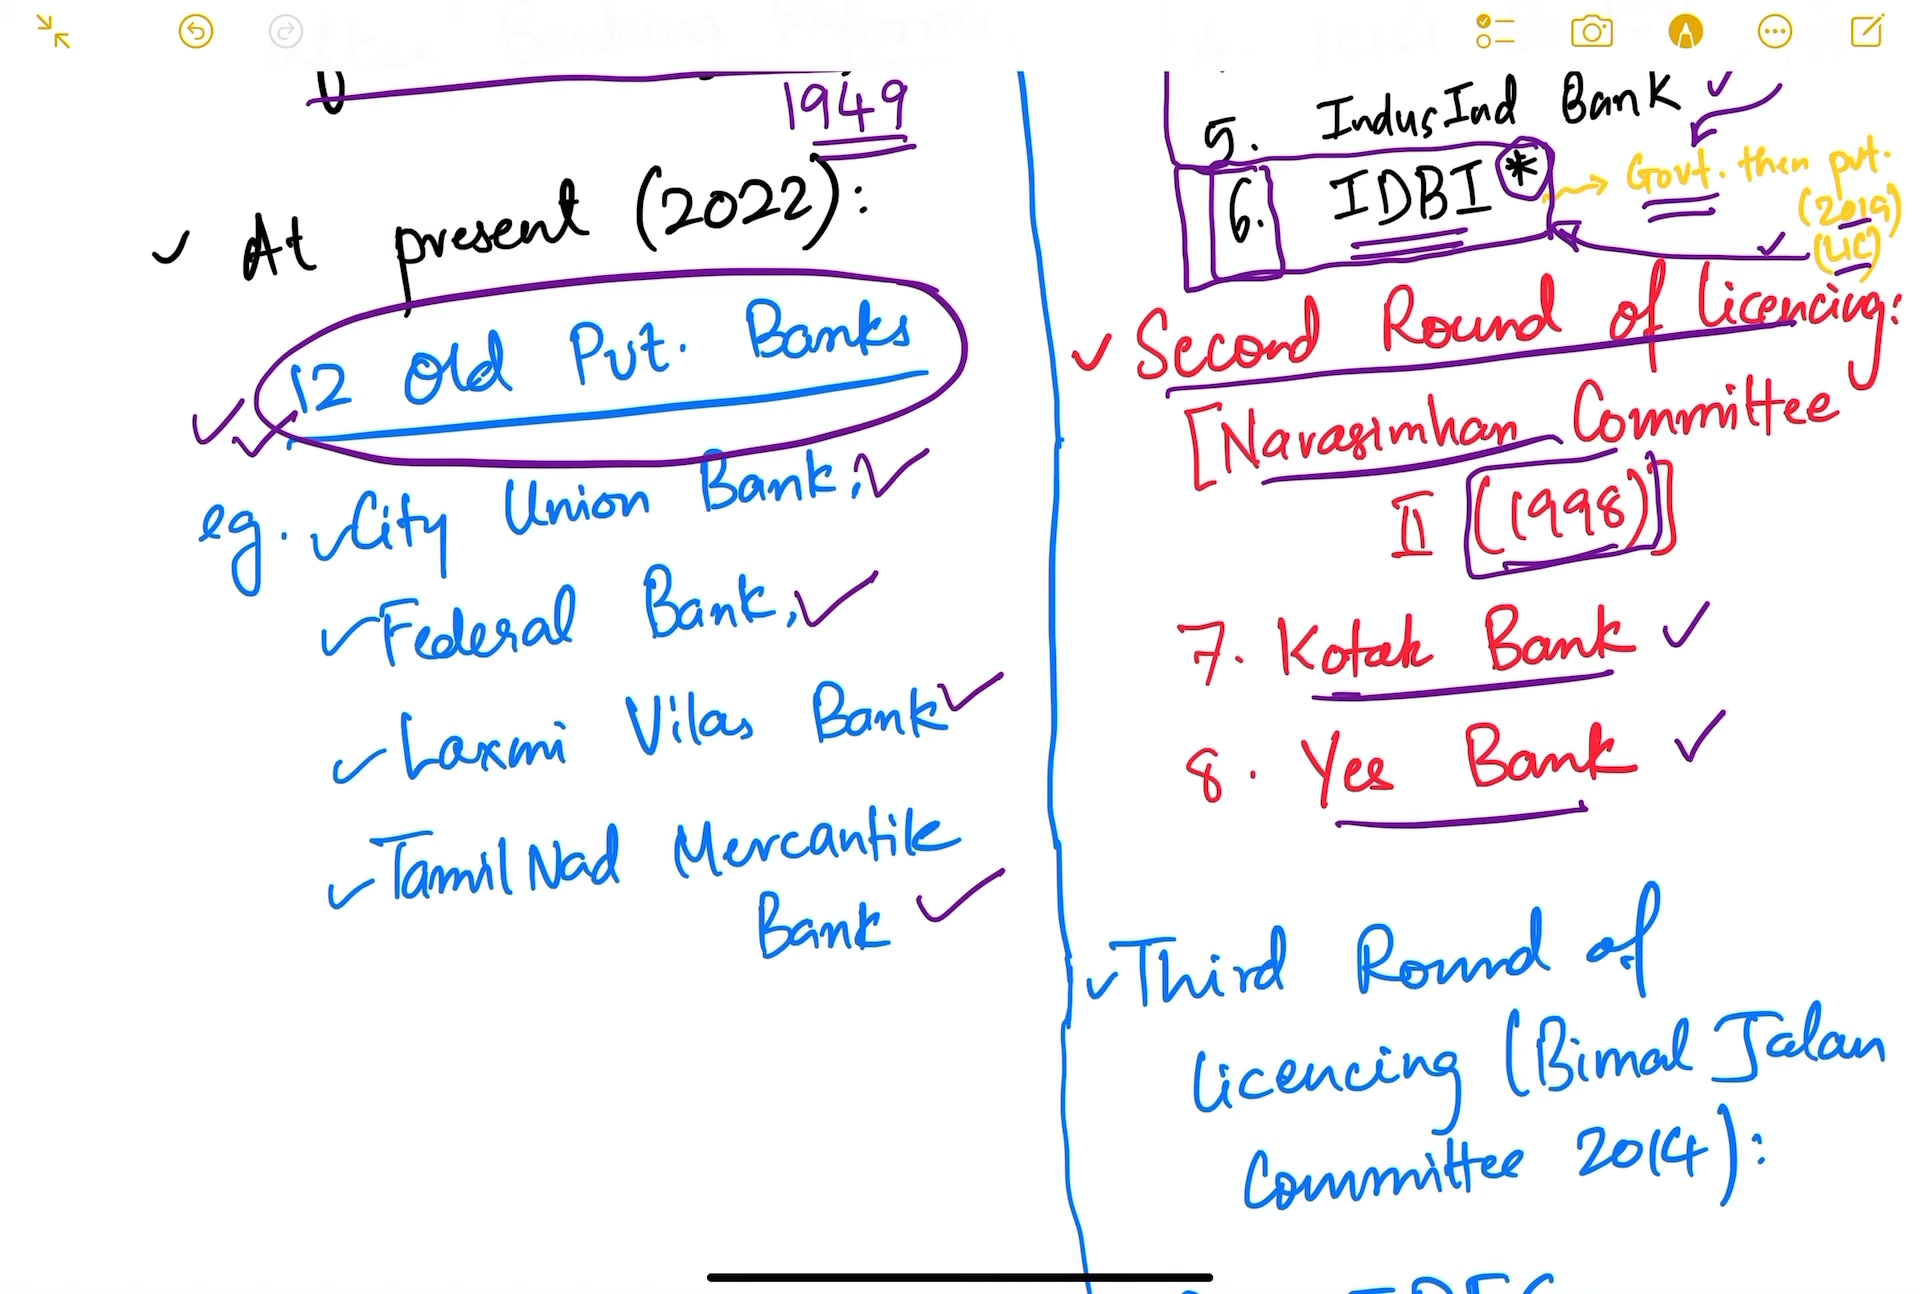 1949
At present (2022):
12 Old Pvt. Banks
eg. City Union Bank,
Federal Bank,
Laxmi Vilas Bank
TamilNad Mercantile
Bank
5. IndusInd Bank
6. IDBI * → Govt. then pvt.
(2019)
(LIC)
Second Round of licencing:
[Narasimhan Committee
II (1998)]
7. Kotak Bank
8. Yes Bank
Third Round of
licencing (Bimal Jalan
Committee 2014):